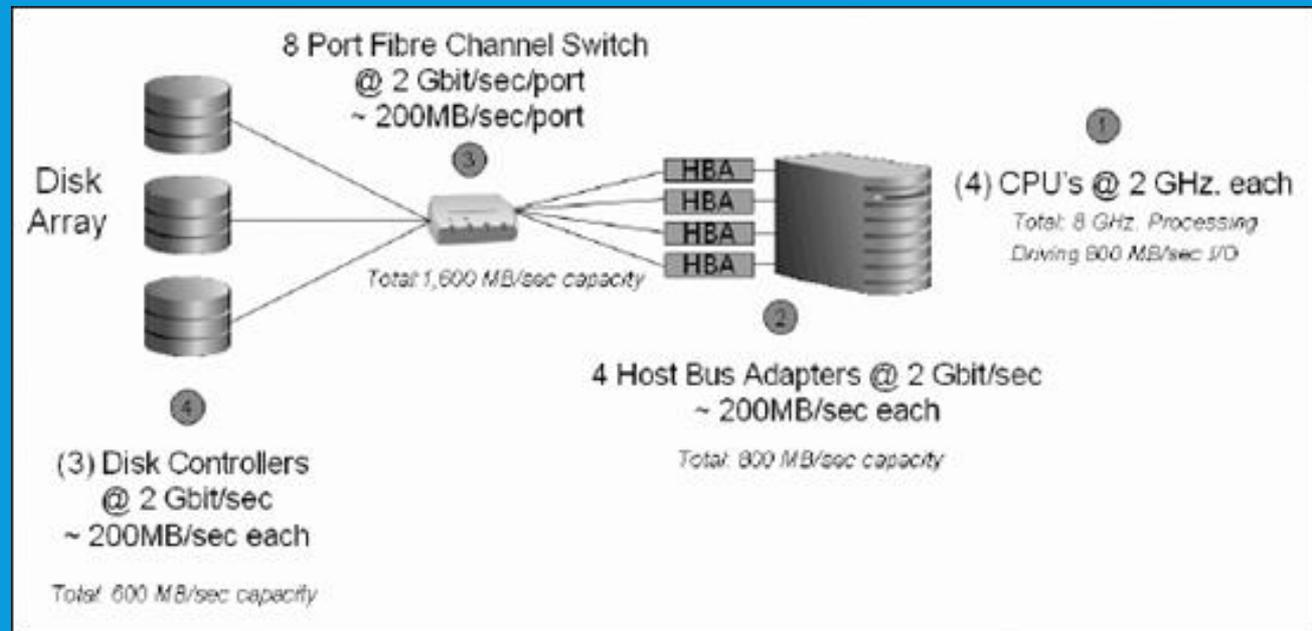 8 Port Fibre Channel Switch
@ 2 Gbit/sec/port
~ 200MB/sec/port
3
Disk
Array
HBA
HBA
HBA
HBA
1
(4) CPU's @ 2 GHz. each
Total: 8 GHz. Processing
Driving 800 MB/sec I/O
Total: 1,600 MB/sec capacity
2
4 Host Bus Adapters @ 2 Gbit/sec
~ 200MB/sec each
Total: 800 MB/sec capacity
4
(3) Disk Controllers
@ 2 Gbit/sec
~ 200MB/sec each
Total: 600 MB/sec capacity